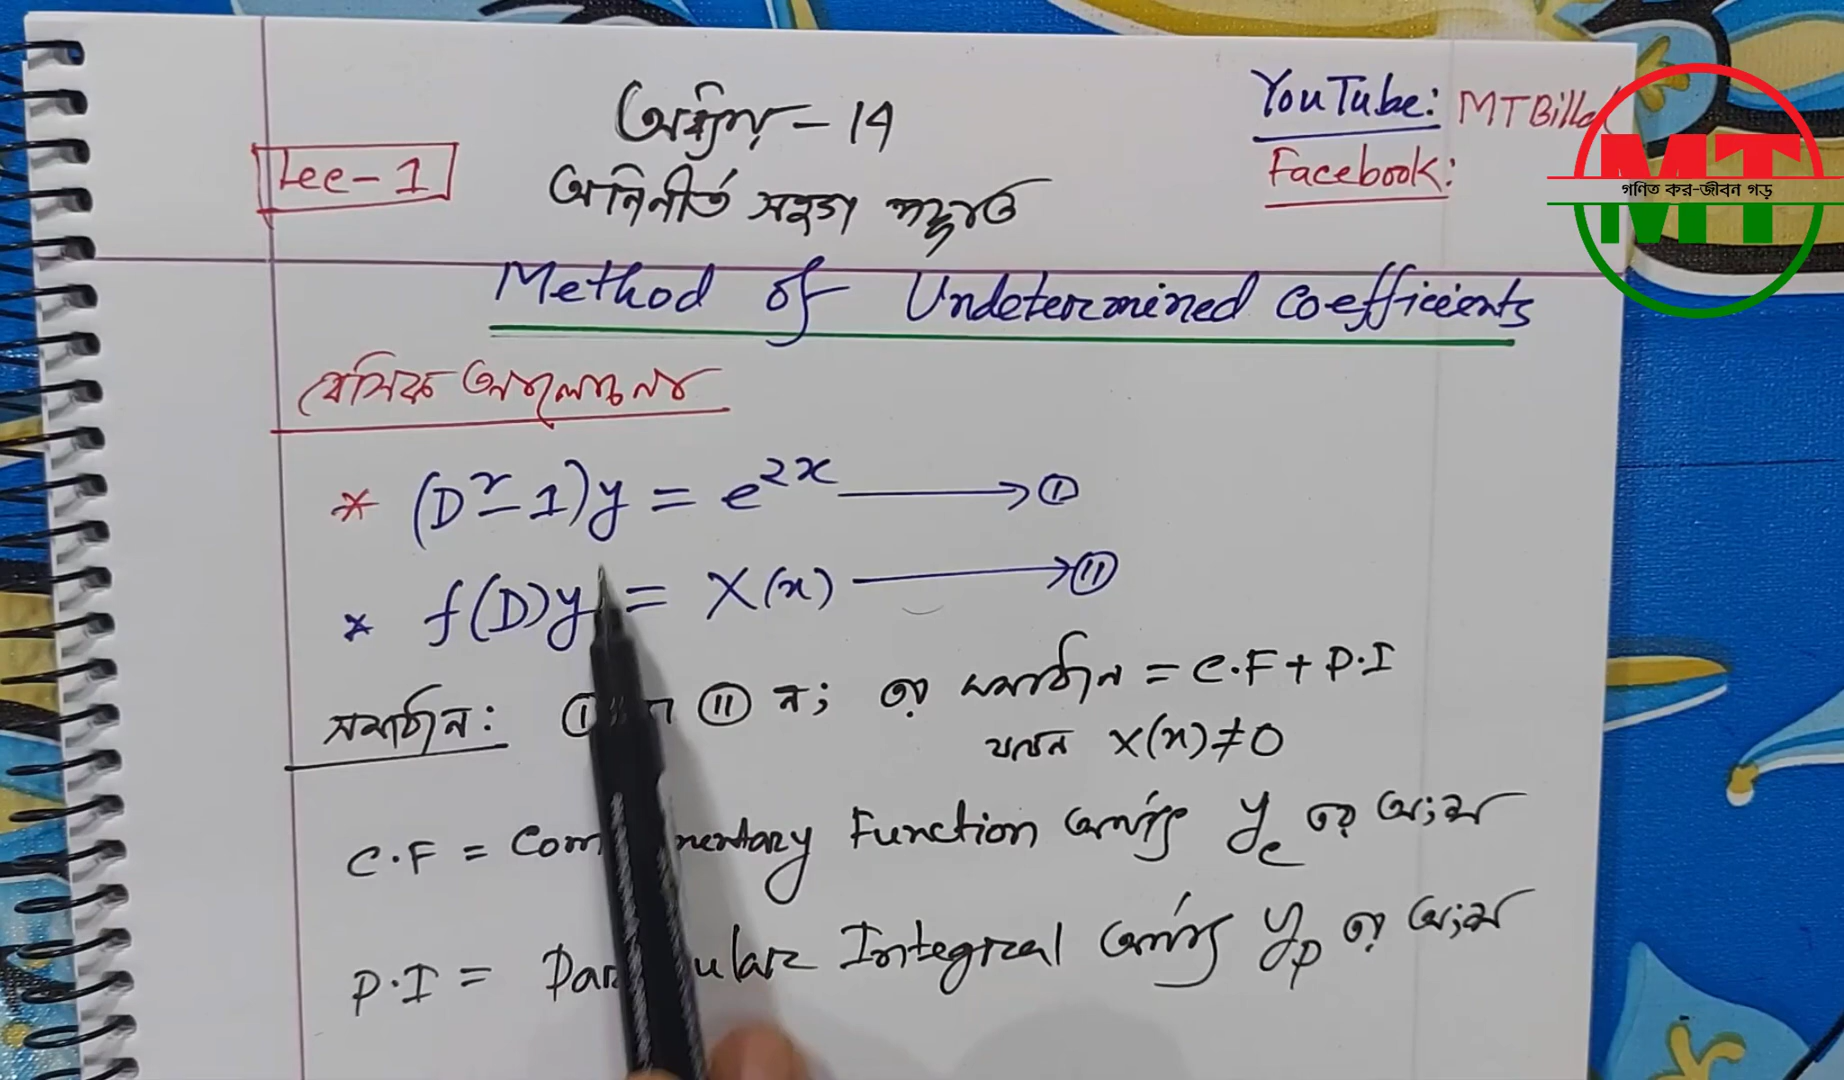 অধ্যায় – 14
YouTube: MTBilla
Lec-1
অনির্নীত সহগ পদ্ধতি
Facebook:
MT
গণিত কর-জীবন গড়
MT
Method of Undetermined Coefficients
বেসিক আলোচনা
* (D² - 1)y = e^{2x} ⟶ (i)
* f(D)y = X(x) ⟶ (ii)
সমাধান: (i) (ii) নং এর সমাধান = C.F + P.I
যখন X(x) ≠ 0
C.F = Complementary Function অর্থাৎ y_c এর অংশ
P.I = Particular Integral অর্থাৎ y_p এর অংশ